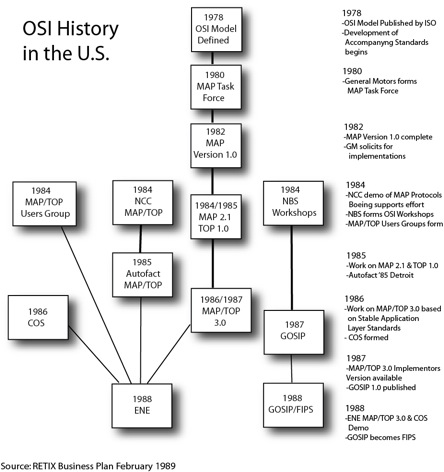 OSI History
in the U.S.
1978
OSI Model
Defined
1980
MAP Task
Force
1982
MAP
Version 1.0
1984
MAP/TOP
Users Group
1984
NCC
MAP/TOP
1984/1985
MAP 2.1
TOP 1.0
1984
NBS
Workshops
1985
Autofact
MAP/TOP
1986
COS
1986/1987
MAP/TOP
3.0
1987
GOSIP
1988
ENE
1988
GOSIP/FIPS
1978
-OSI Model Published by ISO
-Development of
Accompanyng Standards
begins
1980
-General Motors forms
MAP Task Force
1982
-MAP Version 1.0 complete
-GM solicits for
implementations
1984
-NCC demo of MAP Protocols
Boeing supports effort
-NBS forms OSI Workshops
-MAP/TOP Users Groups form
1985
-Work on MAP 2.1 & TOP 1.0
-Autofact '85 Detroit
1986
-Work on MAP/TOP 3.0 based
on Stable Application
Layer Standards
- COS formed
1987
-MAP/TOP 3.0 Implementors
Version available
-GOSIP 1.0 published
1988
-ENE MAP/TOP 3.0 & COS
Demo
-GOSIP becomes FIPS
Source: RETIX Business Plan February 1989